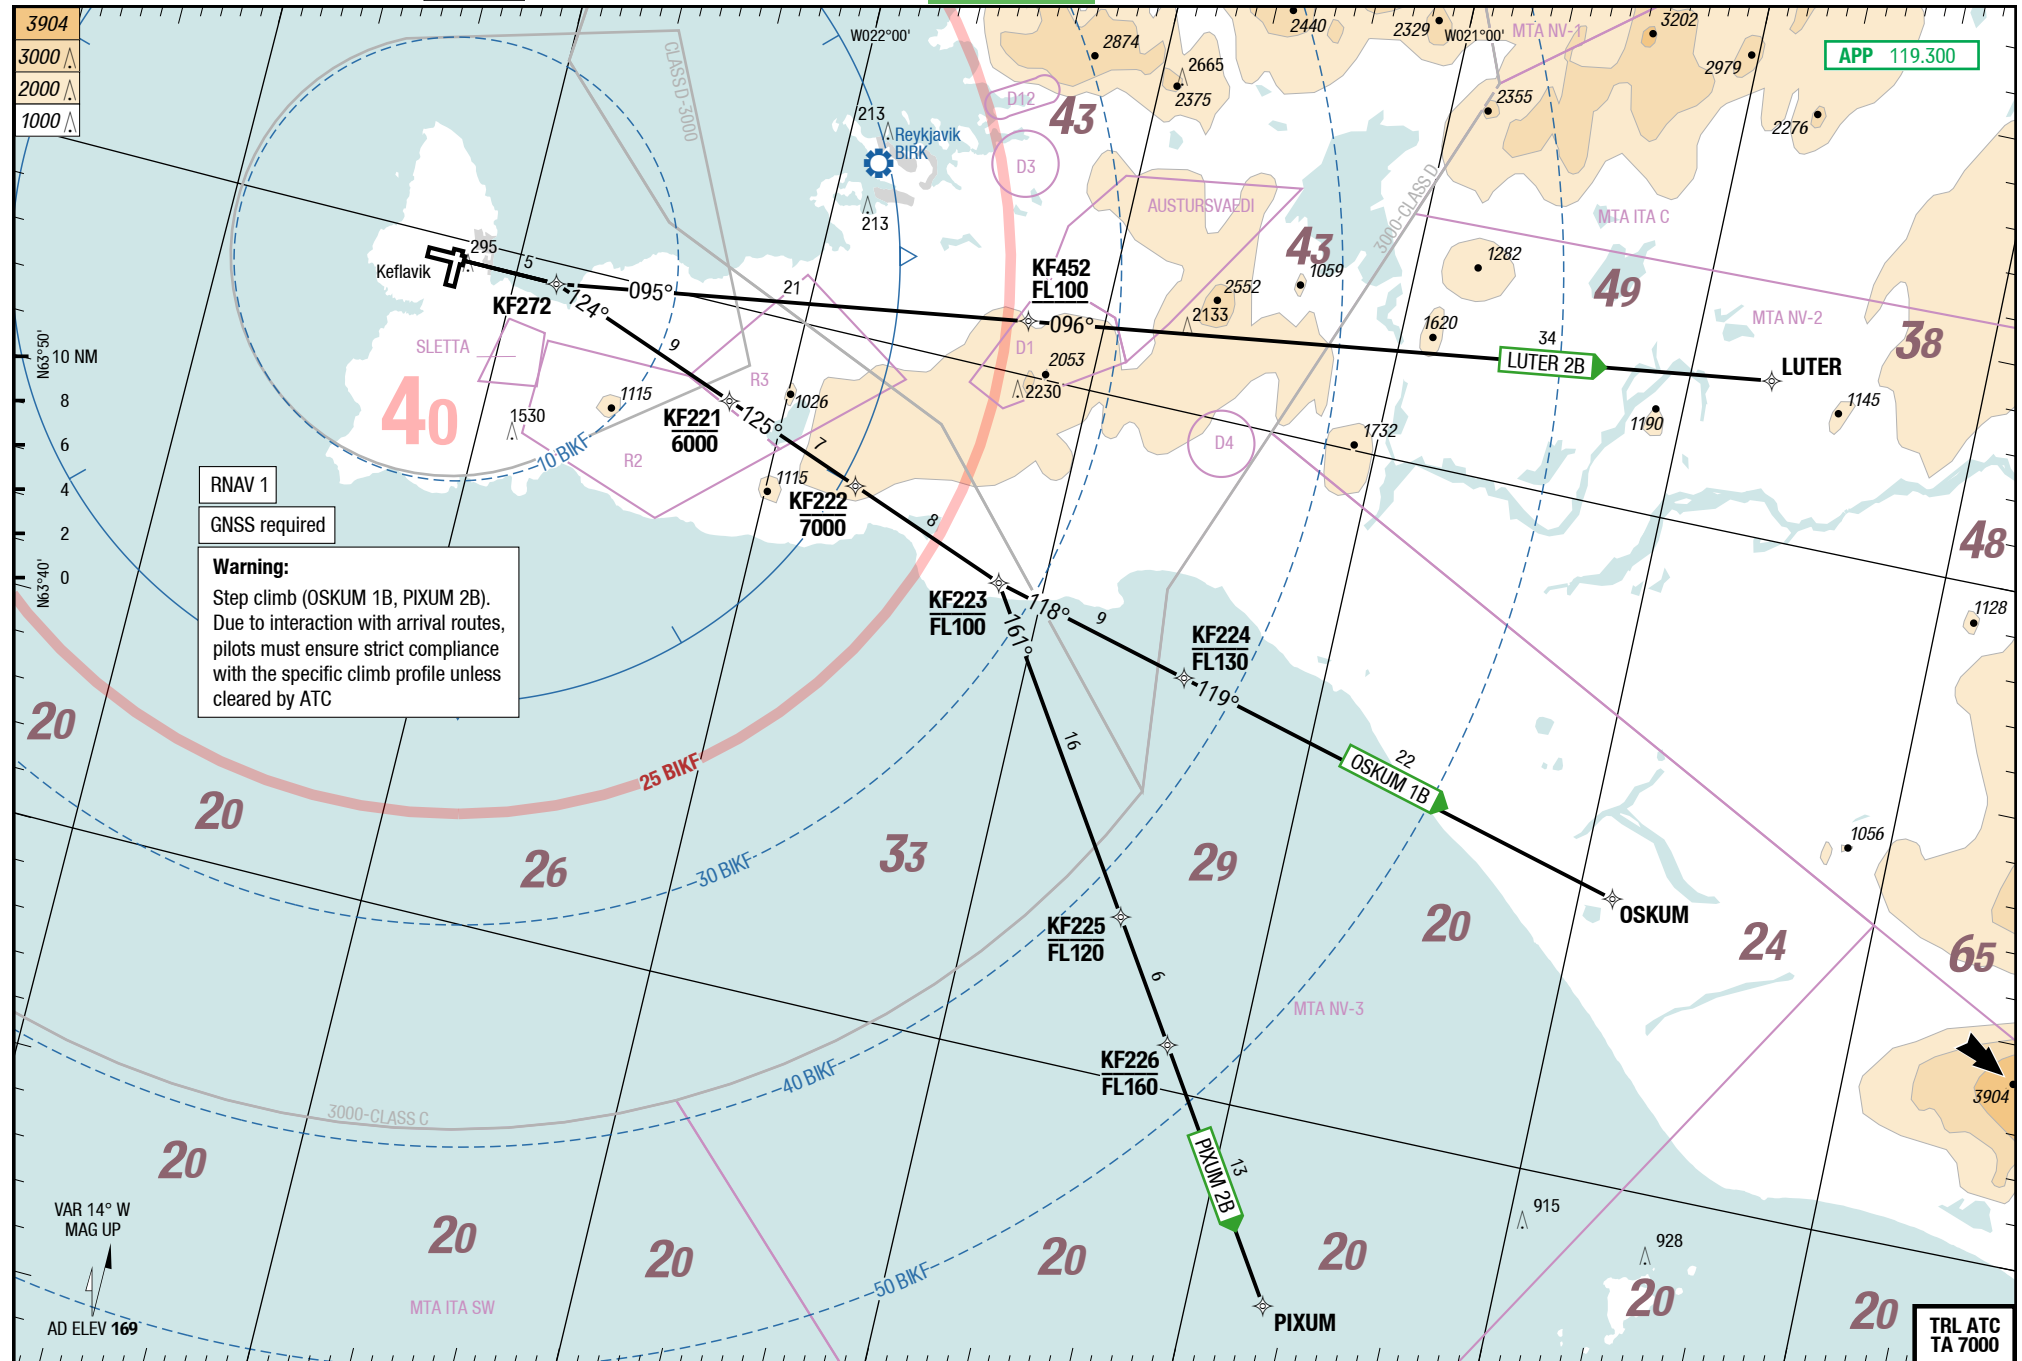 3904
3000
2000
1000
2440
2329
W021°00'
MTA NV-1
3202
W022°00'
2874
2979
APP 119.300
CLASS D-3000
2665
2375
D12
43
2355
2276
213
Reykjavik
BIRK
D3
213
AUSTURSVAEDI
3000-CLASS D
MTA ITA C
43
1282
49
295
Keflavik
5
KF272
124°
095°
21
KF452
FL100
096°
1059
2552
2133
1620
MTA NV-2
38
34
LUTER 2B
LUTER
N63°50'
10 NM
8
6
4
2
0
N63°40'
SLETTA
9
R3
D1
2053
2230
40
1530
1115
1026
KF221
6000
125°
7
D4
1732
1190
1145
10 BIKF
R2
1115
KF222
7000
8
48
RNAV 1
GNSS required
Warning:
Step climb (OSKUM 1B, PIXUM 2B).
Due to interaction with arrival routes,
pilots must ensure strict compliance
with the specific climb profile unless
cleared by ATC
KF223
FL100
118°
161°
9
KF224
FL130
119°
1128
20
25 BIKF
16
22
OSKUM 1B
20
26
30 BIKF
33
29
1056
OSKUM
20
24
65
KF225
FL120
6
MTA NV-3
KF226
FL160
40 BIKF
3000-CLASS C
3904
20
PIXUM 2B
13
VAR 14° W
MAG UP
20
20
50 BIKF
20
20
915
928
20
20
MTA ITA SW
AD ELEV 169
PIXUM
TRL ATC
TA 7000